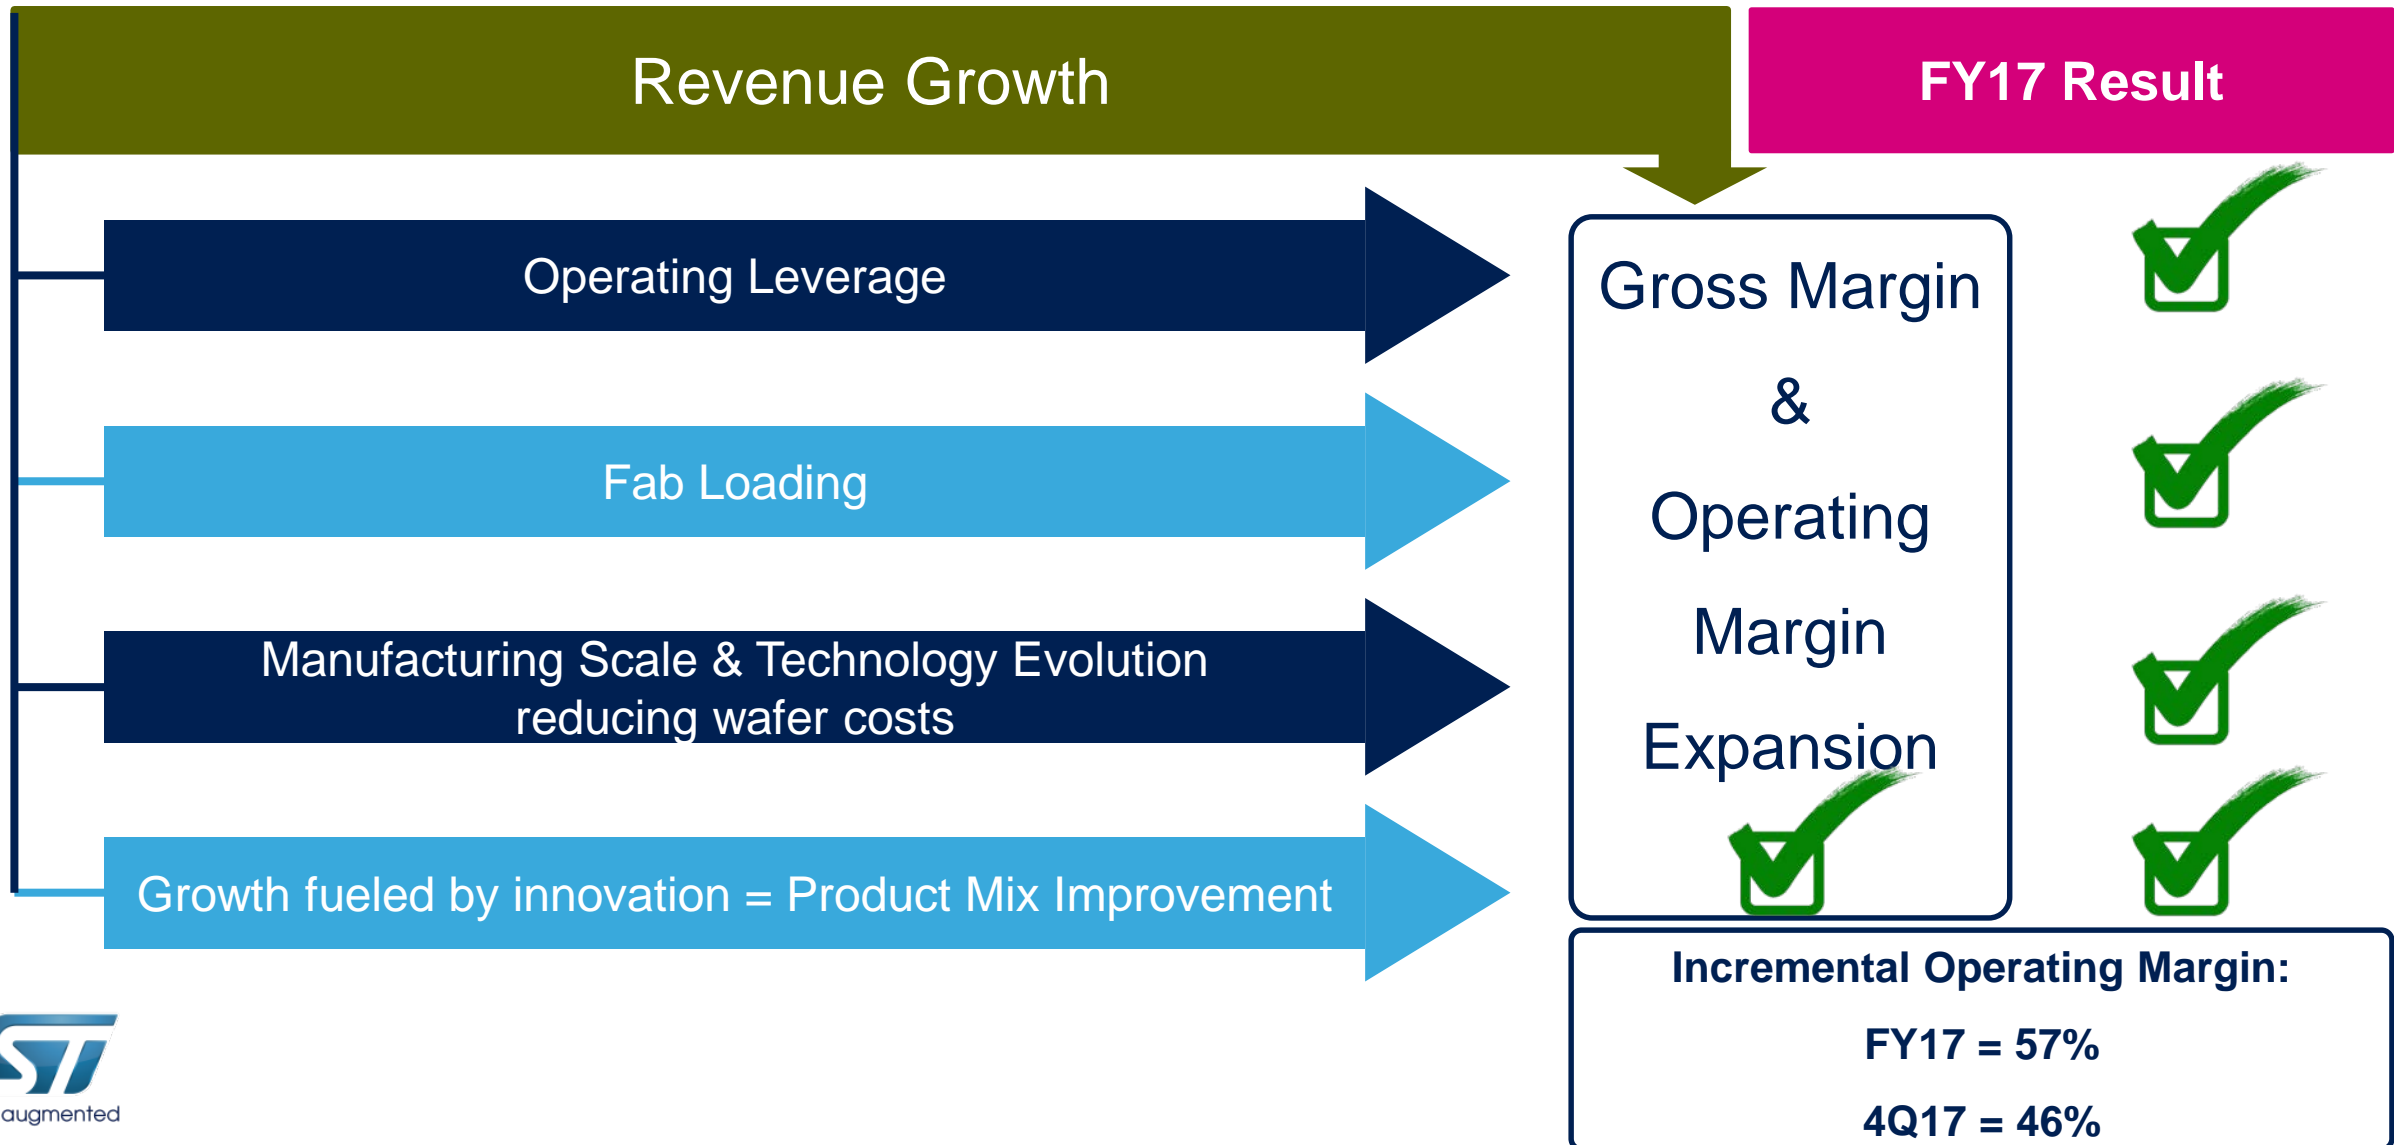 Revenue Growth
FY17 Result
Operating Leverage
Fab Loading
Manufacturing Scale & Technology Evolution
reducing wafer costs
Growth fueled by innovation = Product Mix Improvement
Gross Margin
&
Operating
Margin
Expansion
Incremental Operating Margin:
FY17 = 57%
4Q17 = 46%
ST
augmented